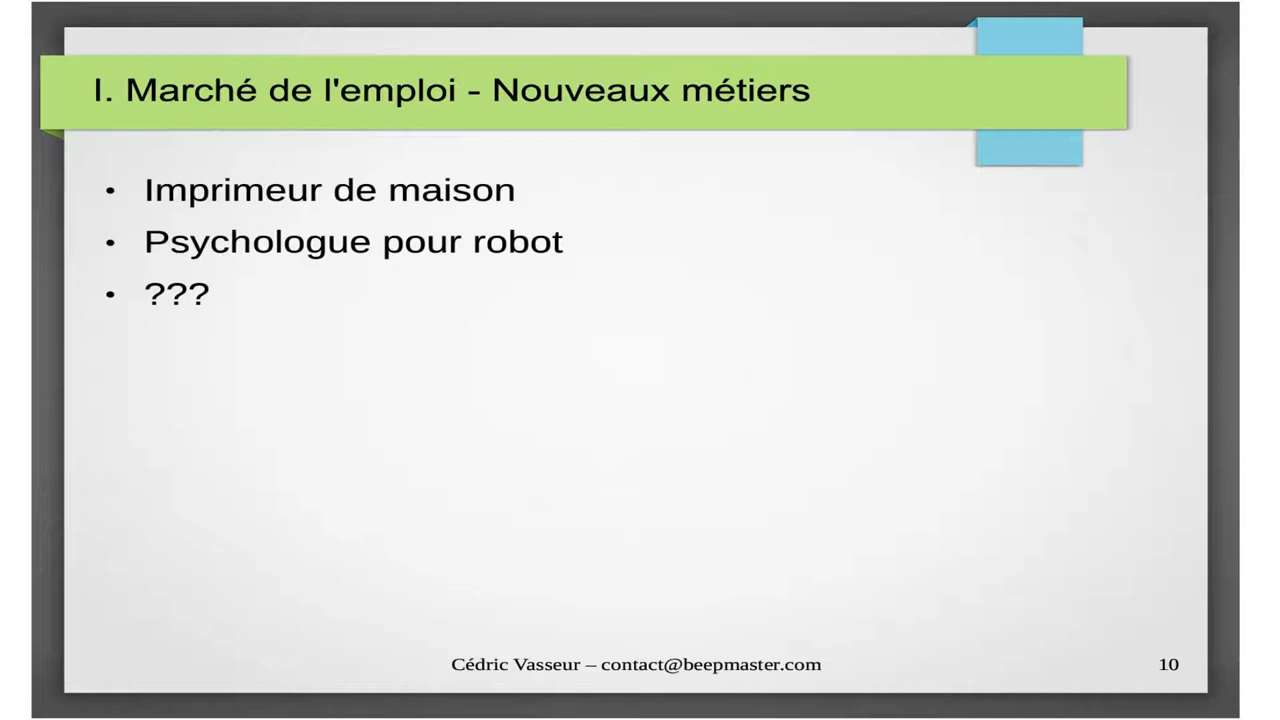 I. Marché de l'emploi - Nouveaux métiers
• Imprimeur de maison
• Psychologue pour robot
• ???
Cédric Vasseur – contact@beepmaster.com
10